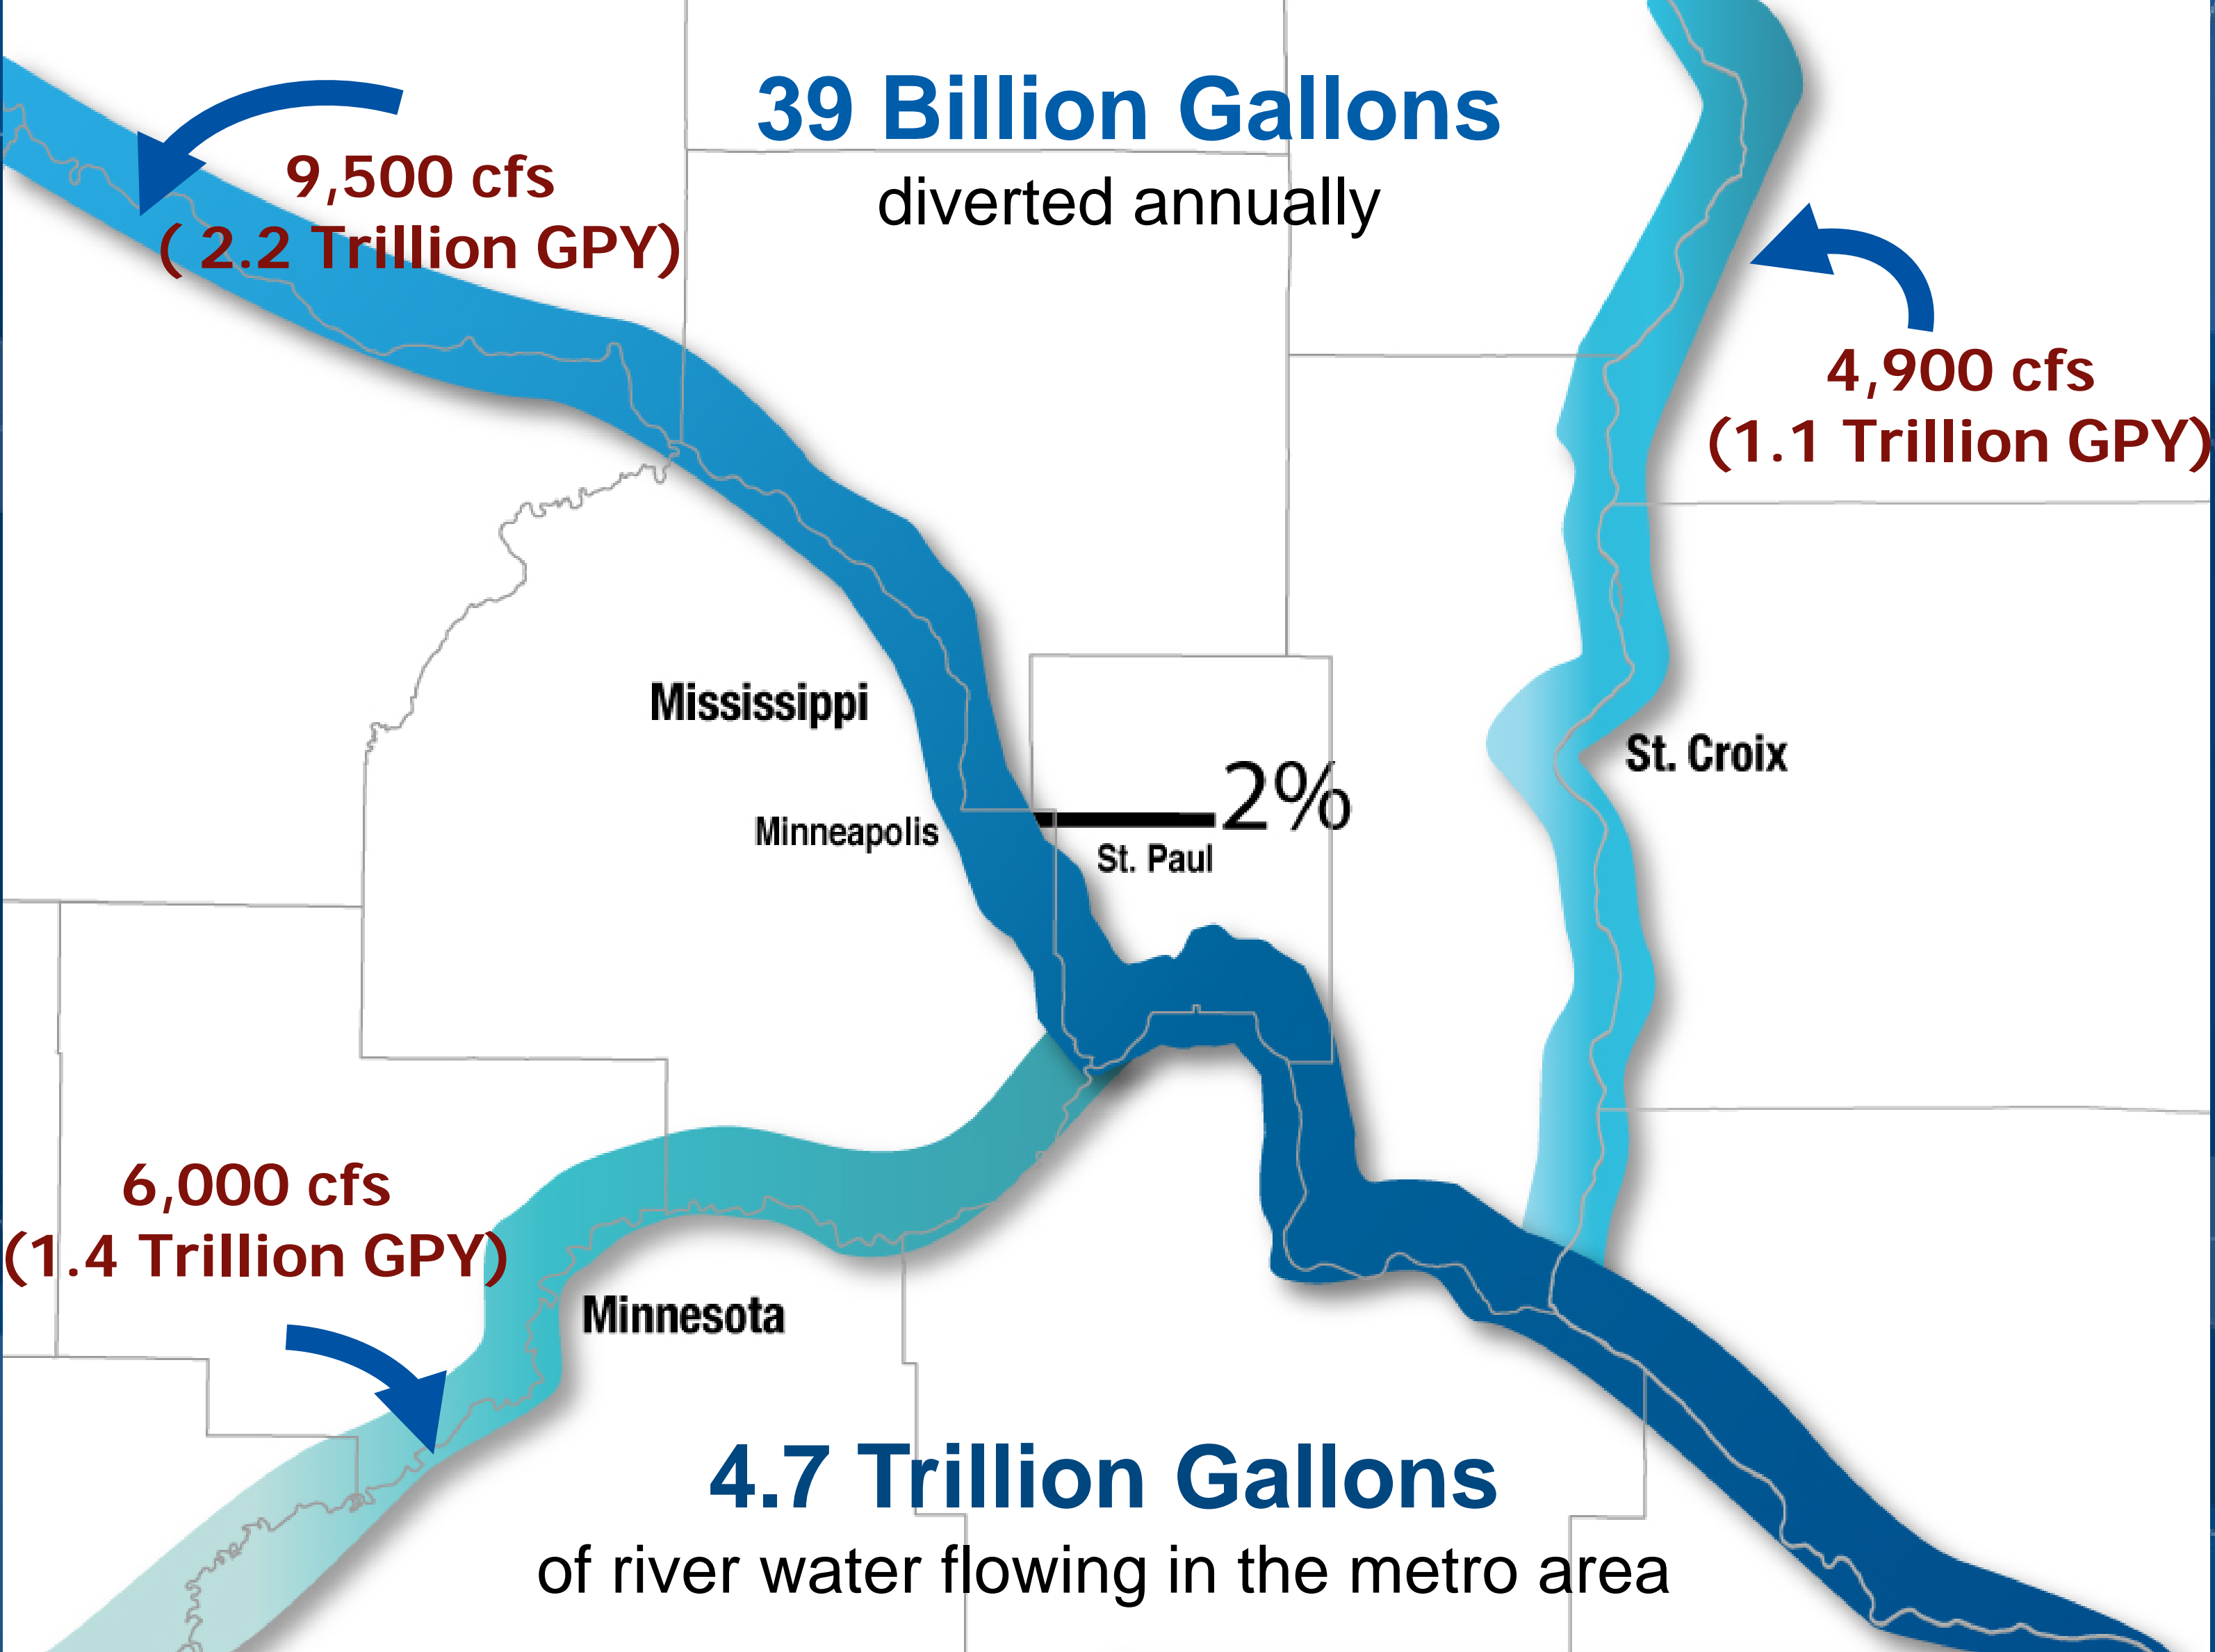 39 Billion Gallons
diverted annually
9,500 cfs
( 2.2 Trillion GPY)
4,900 cfs
(1.1 Trillion GPY)
Mississippi
St. Croix
2%
Minneapolis
St. Paul
6,000 cfs
(1.4 Trillion GPY)
Minnesota
4.7 Trillion Gallons
of river water flowing in the metro area